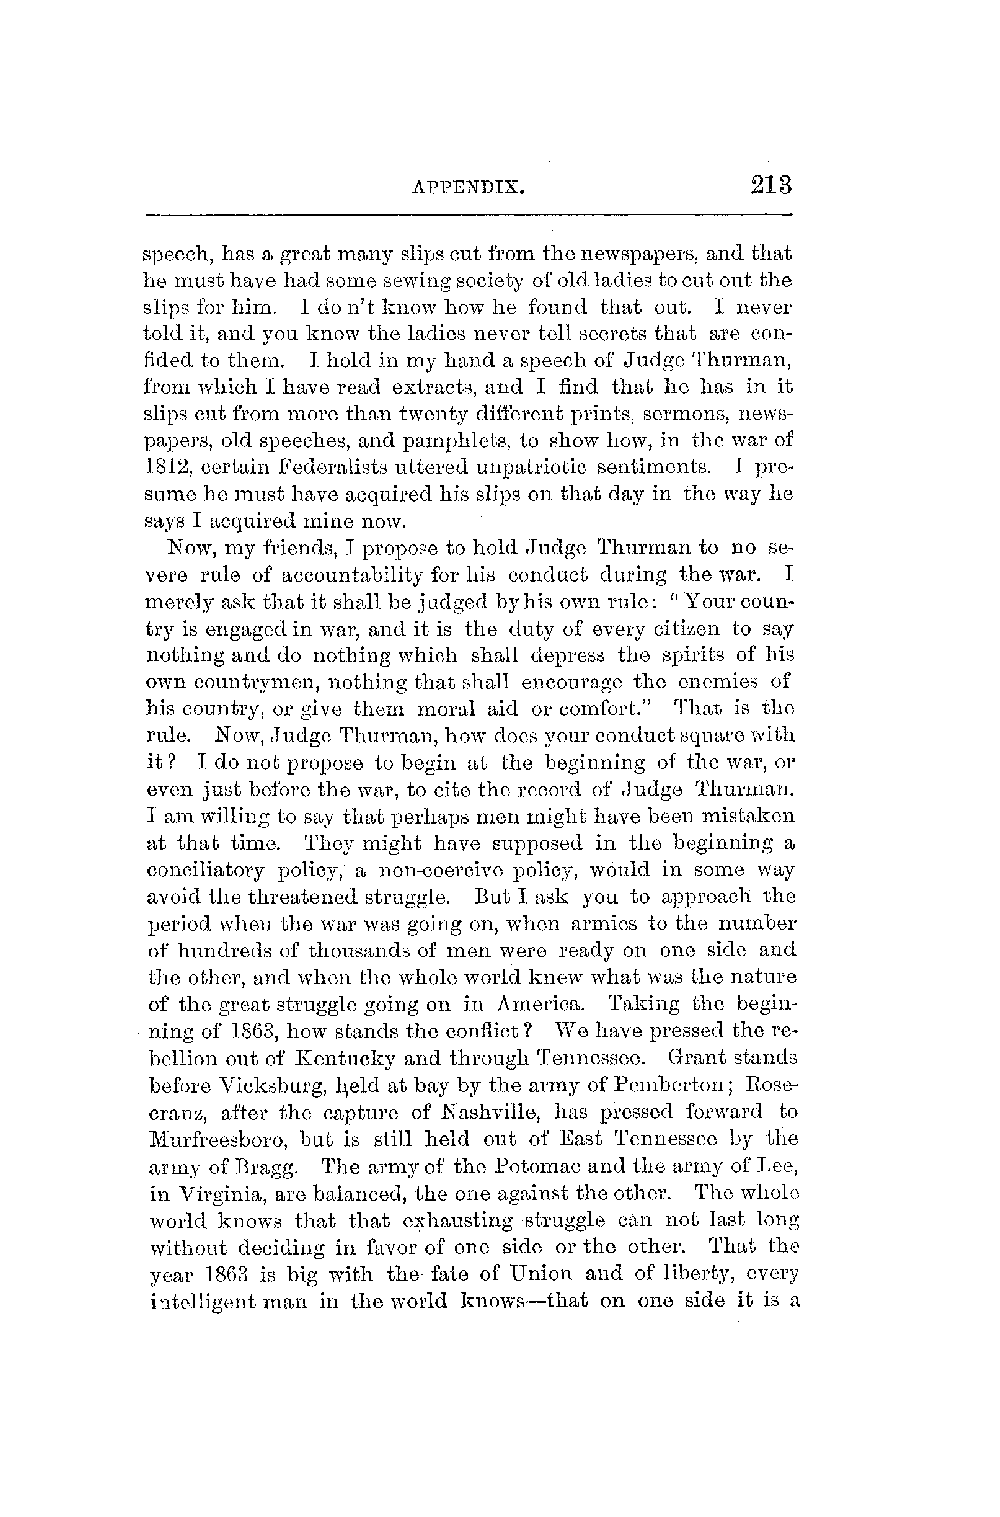 APPENDIX. 213
speech, has a great many slips cut from the newspapers, and that
he must have had some sewing society of old ladies to cut out the
slips for him. I do n't know how he found that out. I never
told it, and you know the ladies never tell secrets that are con-
fided to them. I hold in my hand a speech of Judge Thurman,
from which I have read extracts, and I find that he has in it
slips cut from more than twenty different prints, sermons, news-
papers, old speeches, and pamphlets, to show how, in the war of
1812, certain Federalists uttered unpatriotic sentiments. I pre-
sume he must have acquired his slips on that day in the way he
says I acquired mine now.
Now, my friends, I propose to hold Judge Thurman to no se-
vere rule of accountability for his conduct during the war. I
merely ask that it shall be judged by his own rule: "Your coun-
try is engaged in war, and it is the duty of every citizen to say
nothing and do nothing which shall depress the spirits of his
own countrymen, nothing that shall encourage the enemies of
his country, or give them moral aid or comfort." That is the
rule. Now, Judge Thurman, how does your conduct square with
it? I do not propose to begin at the beginning of the war, or
even just before the war, to cite the record of Judge Thurman.
I am willing to say that perhaps men might have been mistaken
at that time. They might have supposed in the beginning a
conciliatory policy, a non-coercive policy, would in some way
avoid the threatened struggle. But I ask you to approach the
period when the war was going on, when armies to the number
of hundreds of thousands of men were ready on one side and
the other, and when the whole world knew what was the nature
of the great struggle going on in America. Taking the begin-
ning of 1863, how stands the conflict? We have pressed the re-
bellion out of Kentucky and through Tennessee. Grant stands
before Vicksburg, held at bay by the army of Pemberton; Rose-
cranz, after the capture of Nashville, has pressed forward to
Murfreesboro, but is still held out of East Tennessee by the
army of Bragg. The army of the Potomac and the army of Lee,
in Virginia, are balanced, the one against the other. The whole
world knows that that exhausting struggle can not last long
without deciding in favor of one side or the other. That the
year 1863 is big with the fate of Union and of liberty, every
intelligent man in the world knows—that on one side it is a